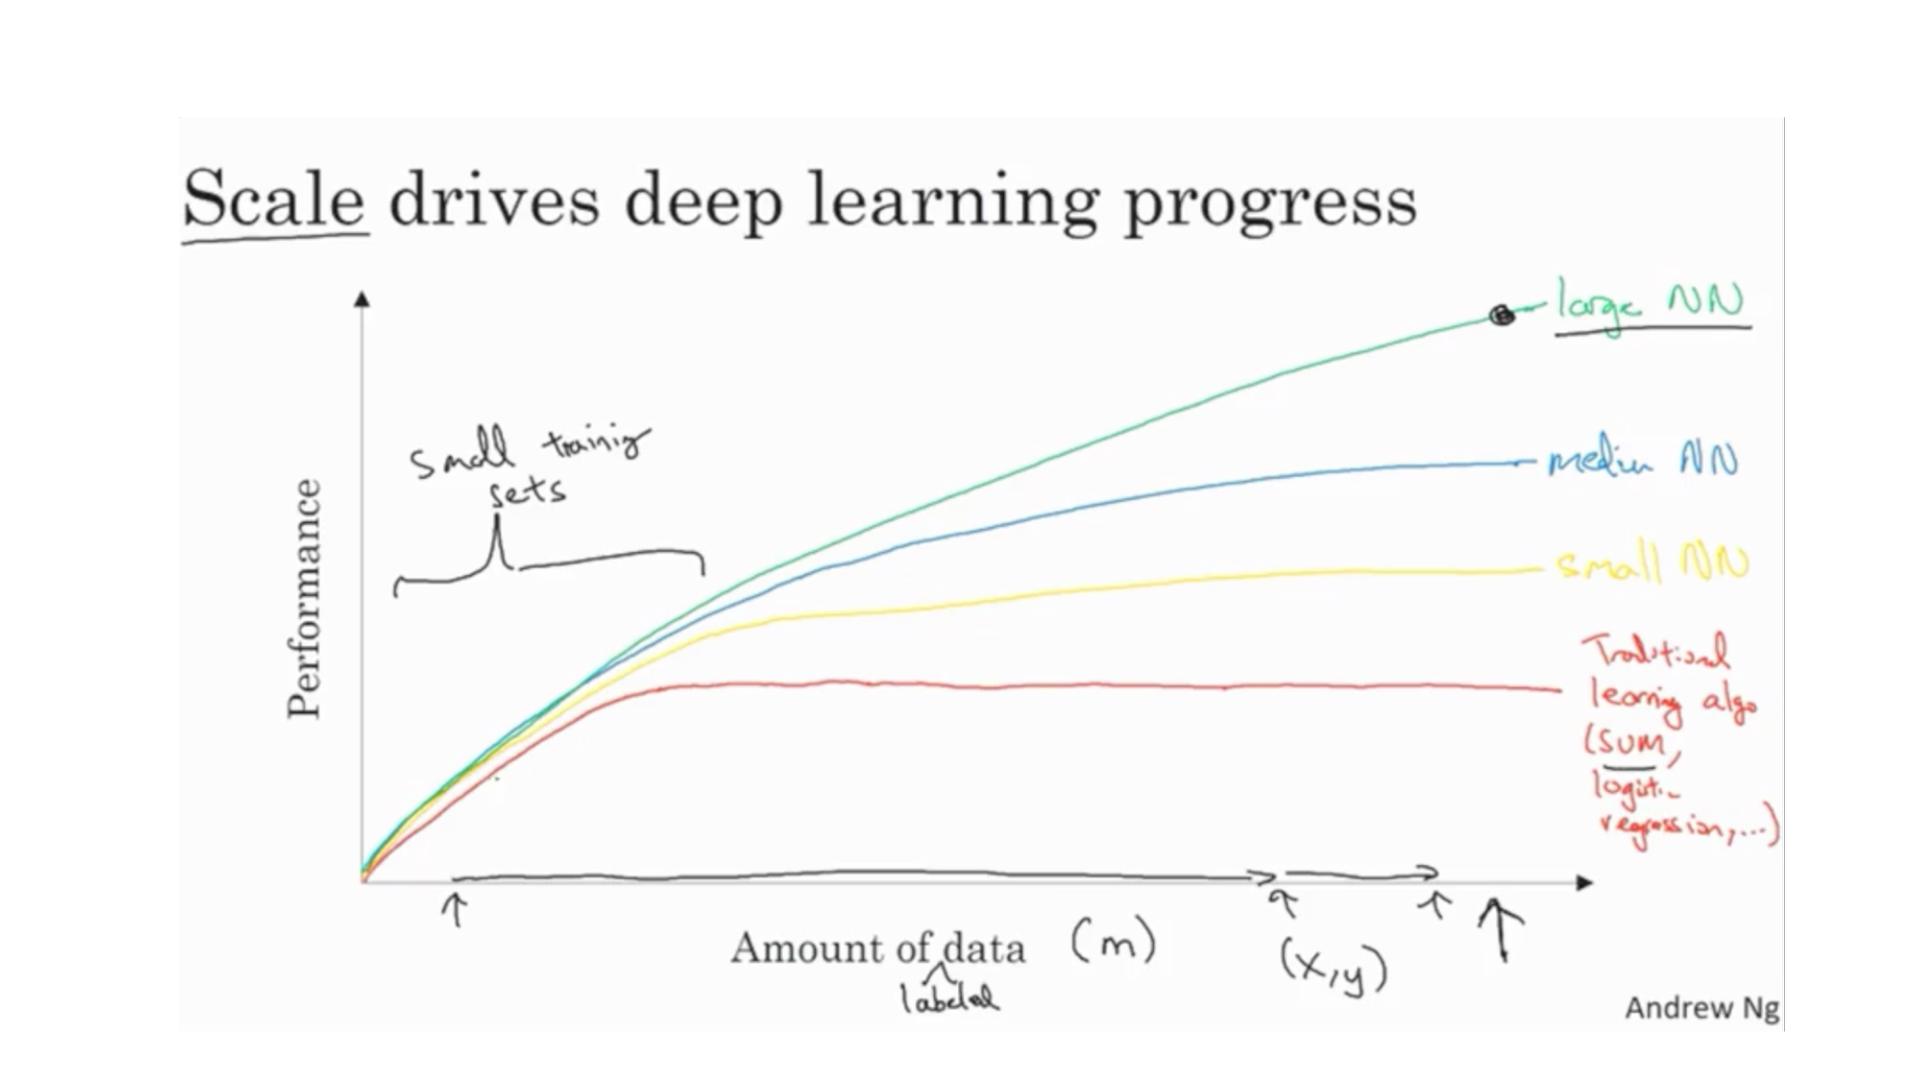 Scale drives deep learning progress
large NN
small training
sets
medium NN
Performance
small NN
Traditional
learning algo
(SVM,
logistic
regression, ...)
Amount of data (m)
labeled
(x,y)
Andrew Ng